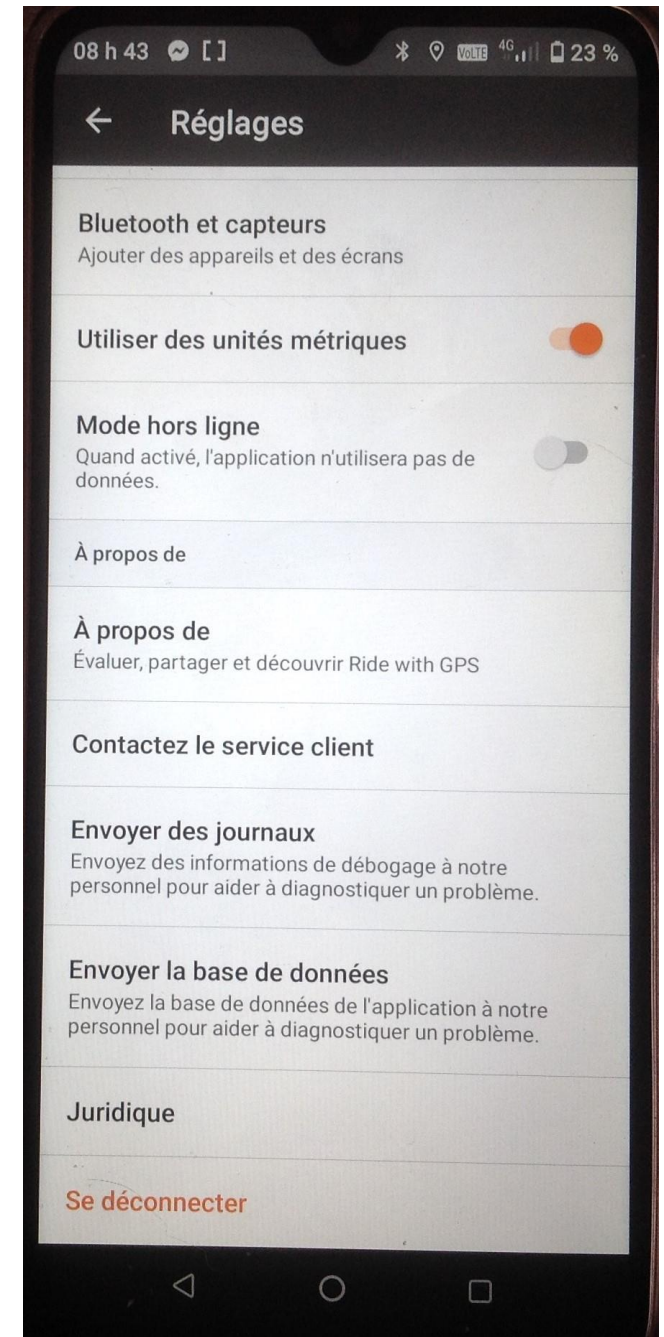 08 h 43 VoLTE 4G 23 %
Réglages
Bluetooth et capteurs
Ajouter des appareils et des écrans
Utiliser des unités métriques
Mode hors ligne
Quand activé, l'application n'utilisera pas de
données.
À propos de
À propos de
Évaluer, partager et découvrir Ride with GPS
Contactez le service client
Envoyer des journaux
Envoyez des informations de débogage à notre
personnel pour aider à diagnostiquer un problème.
Envoyer la base de données
Envoyez la base de données de l'application à notre
personnel pour aider à diagnostiquer un problème.
Juridique
Se déconnecter